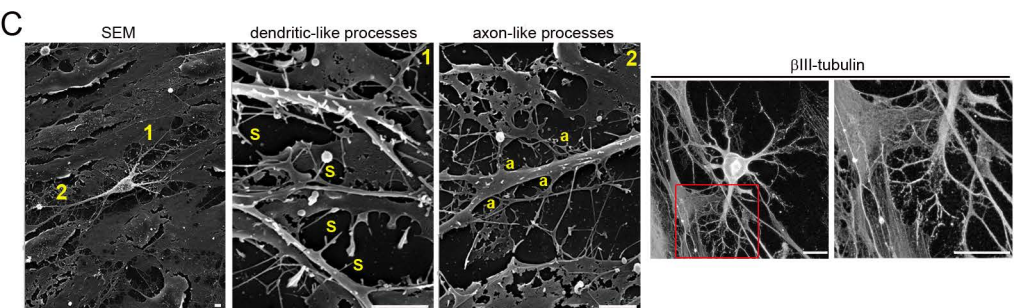 C
SEM
dendritic-like processes
axon-like processes
βIII-tubulin
1
2
1
S
S
S
S
2
a
a
a
a